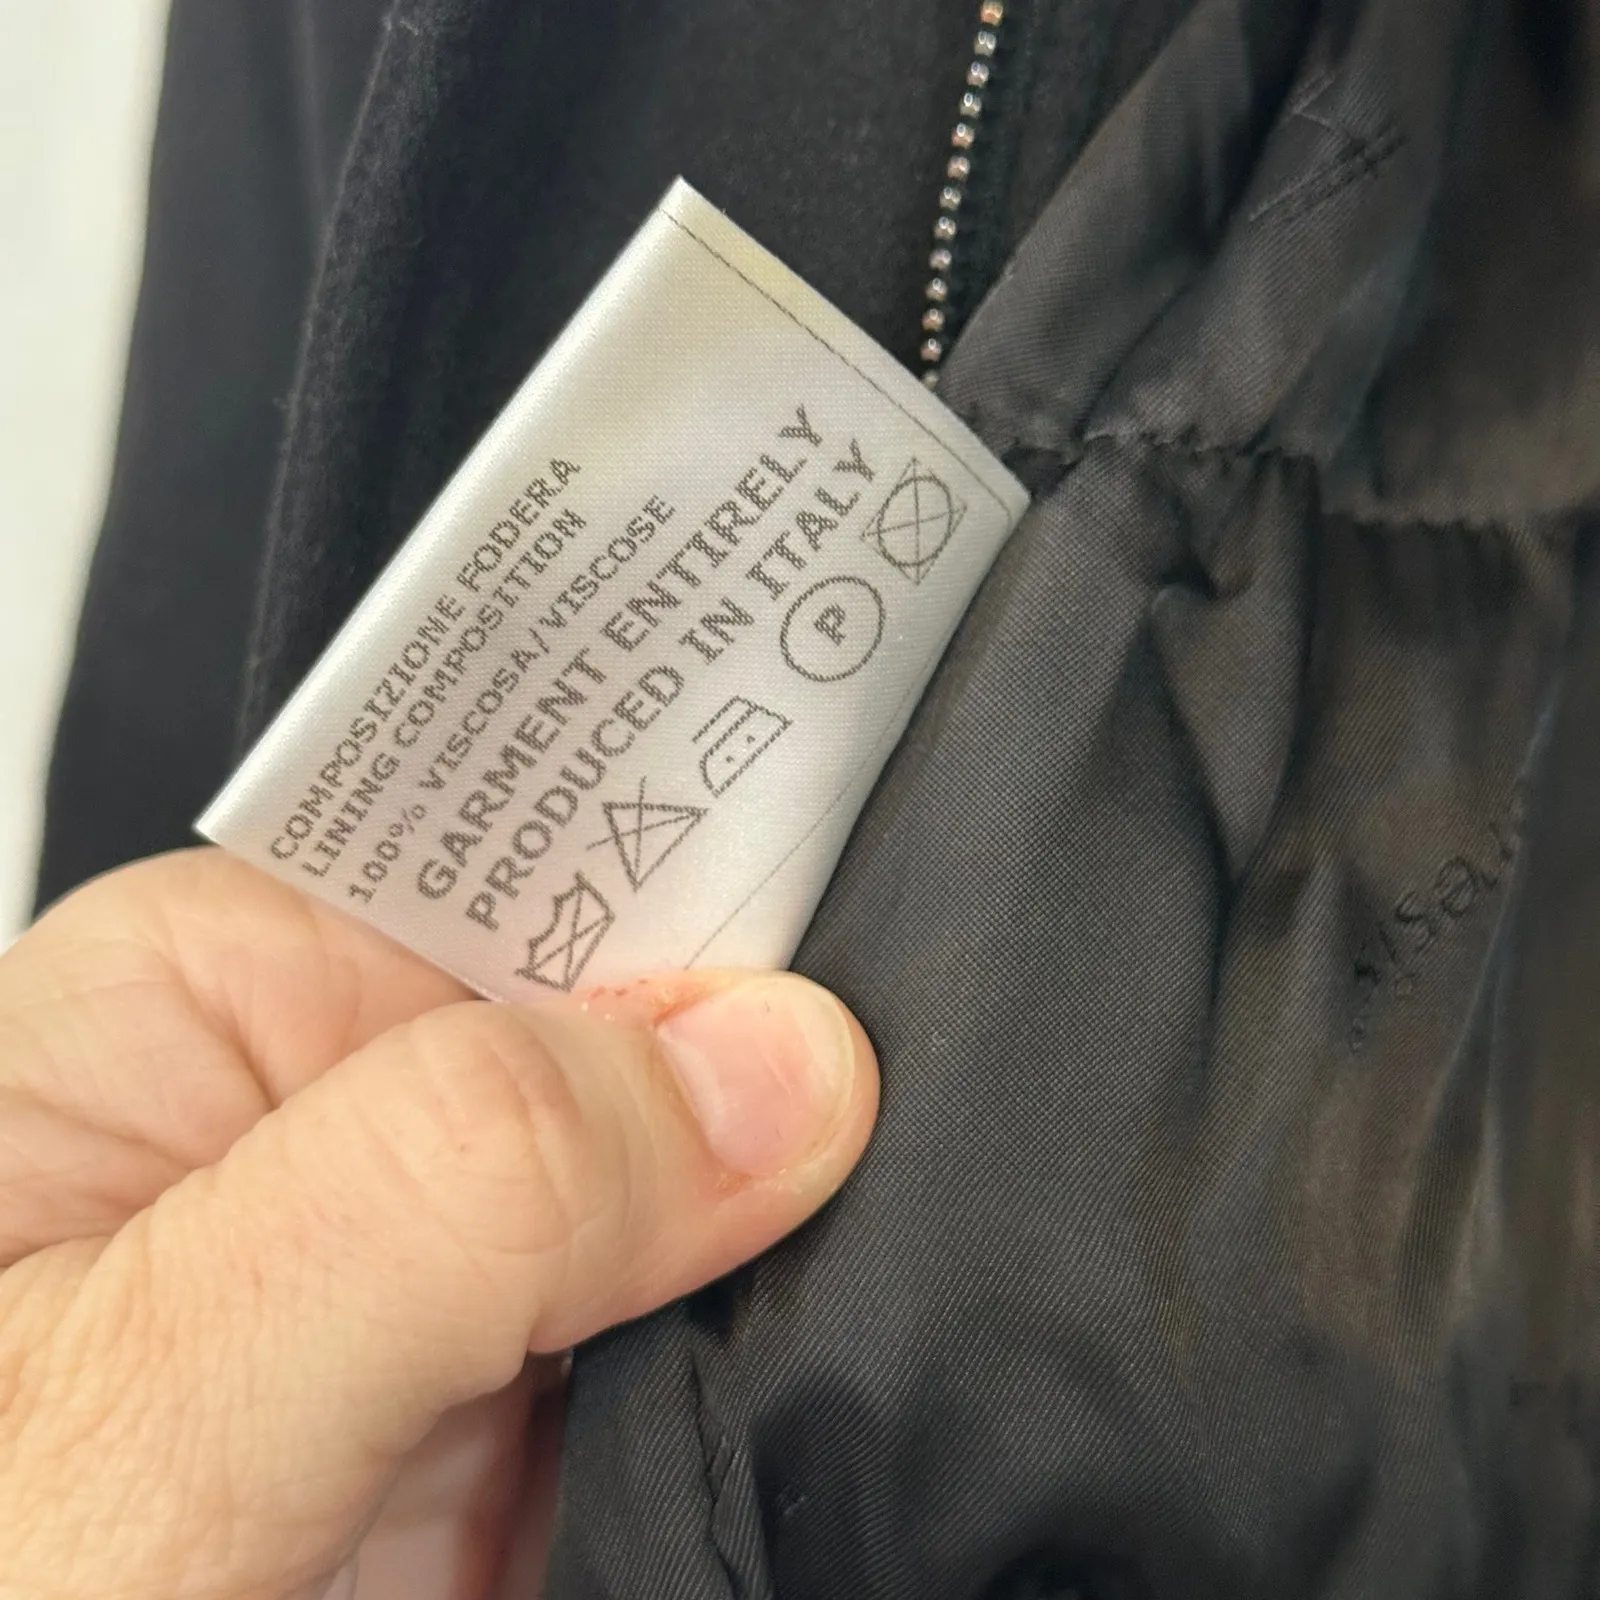 COMPOSIZIONE FODERA
LINING COMPOSITION
100% VISCOSA/VISCOSE
GARMENT ENTIRELY
PRODUCED IN ITALY
P